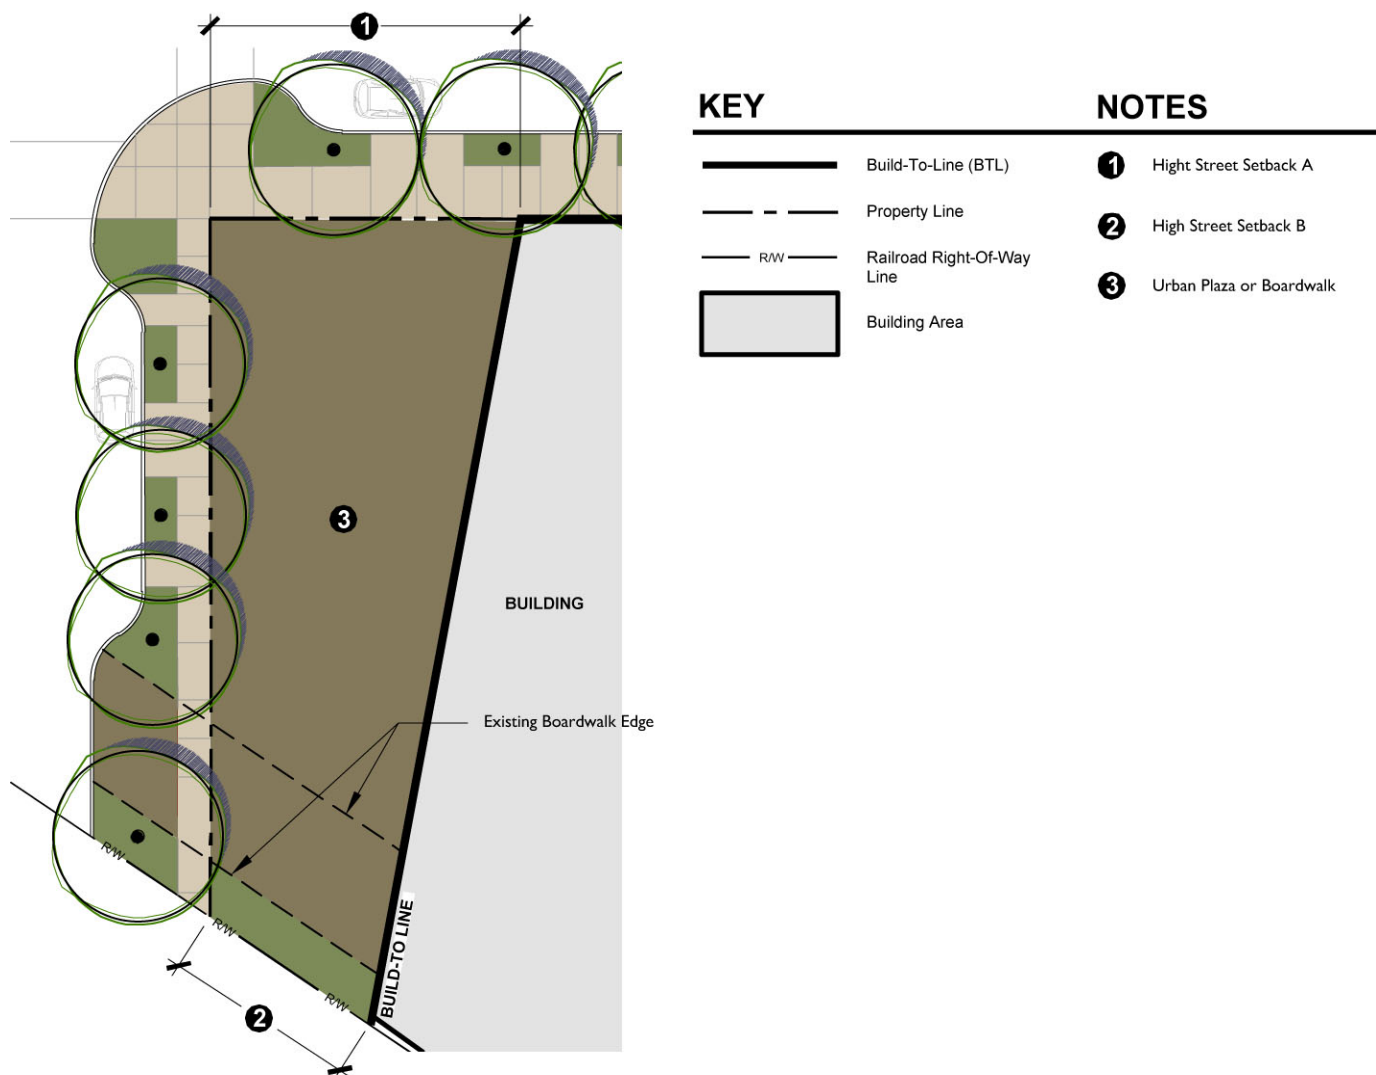 1
KEY
NOTES
Build-To-Line (BTL)
1 Hight Street Setback A
Property Line
2 High Street Setback B
R/W
Railroad Right-Of-Way
Line
3 Urban Plaza or Boardwalk
Building Area
3
BUILDING
Existing Boardwalk Edge
R/W
R/W
R/W
BUILD-TO LINE
2